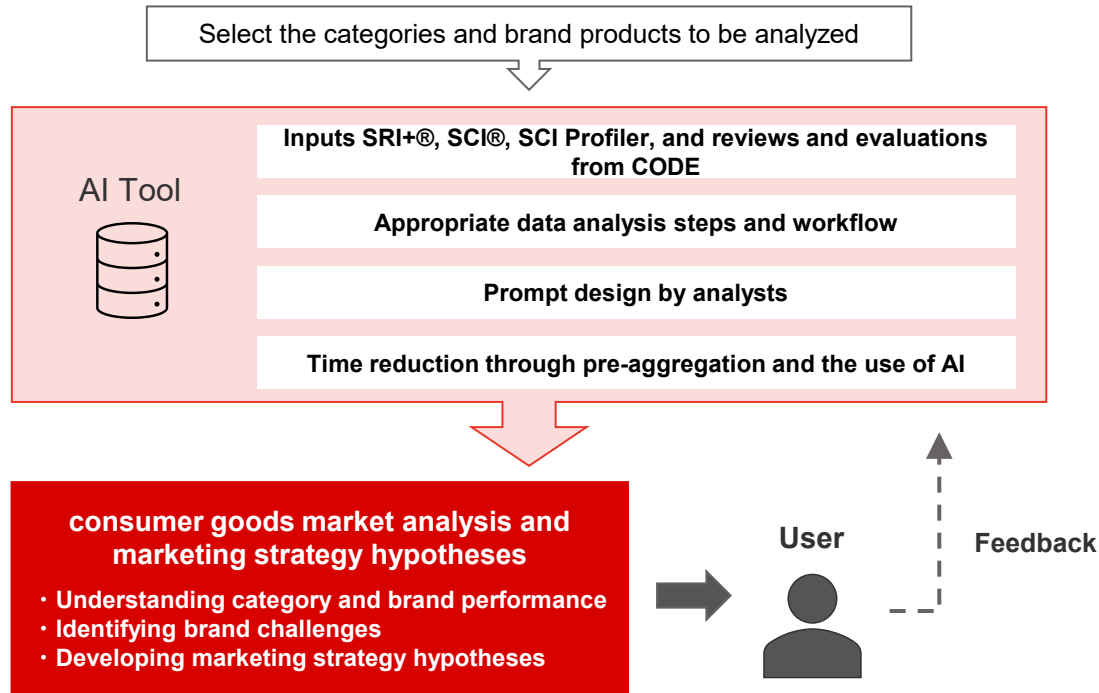 Select the categories and brand products to be analyzed
AI Tool
Inputs SRI+®, SCI®, SCI Profiler, and reviews and evaluations
from CODE
Appropriate data analysis steps and workflow
Prompt design by analysts
Time reduction through pre-aggregation and the use of AI
consumer goods market analysis and
marketing strategy hypotheses
・Understanding category and brand performance
・Identifying brand challenges
・Developing marketing strategy hypotheses
User
Feedback